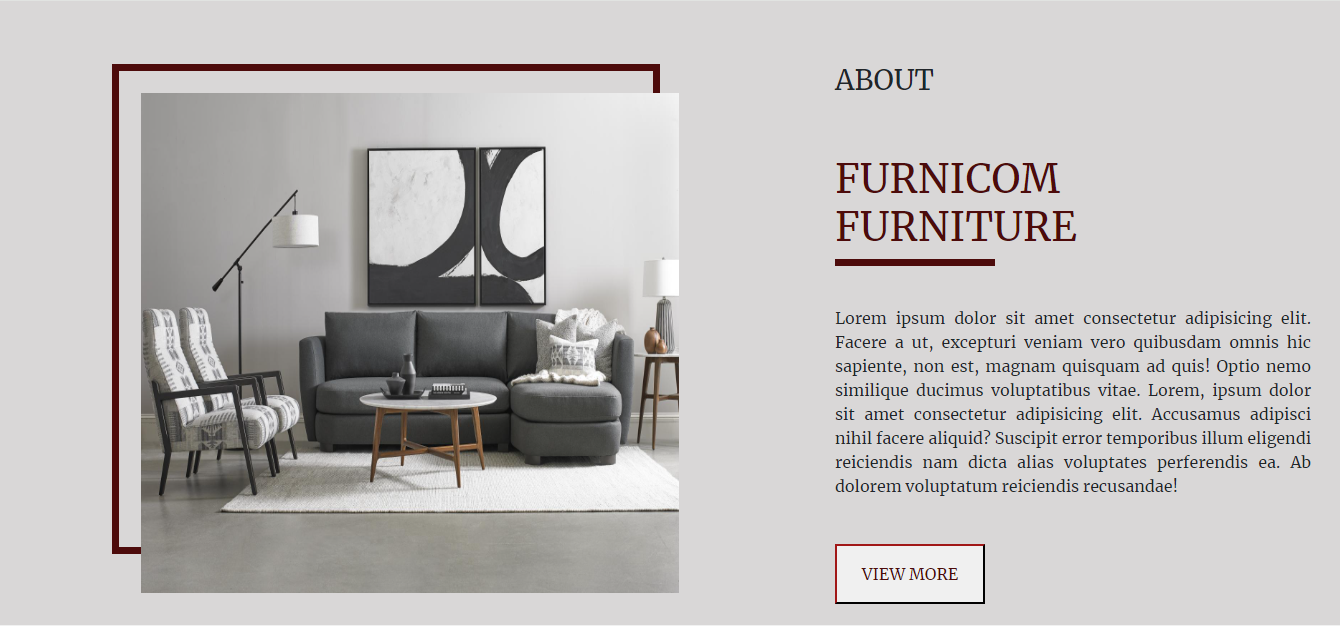 ABOUT
FURNICOM
FURNITURE
Lorem ipsum dolor sit amet consectetur adipisicing elit.
Facere a ut, excepturi veniam vero quibusdam omnis hic
sapiente, non est, magnam quisquam ad quis! Optio nemo
similique ducimus voluptatibus vitae. Lorem, ipsum dolor
sit amet consectetur adipisicing elit. Accusamus adipisci
nihil facere aliquid? Suscipit error temporibus illum eligendi
reiciendis nam dicta alias voluptates perferendis ea. Ab
dolorem voluptatum reiciendis recusandae!
VIEW MORE